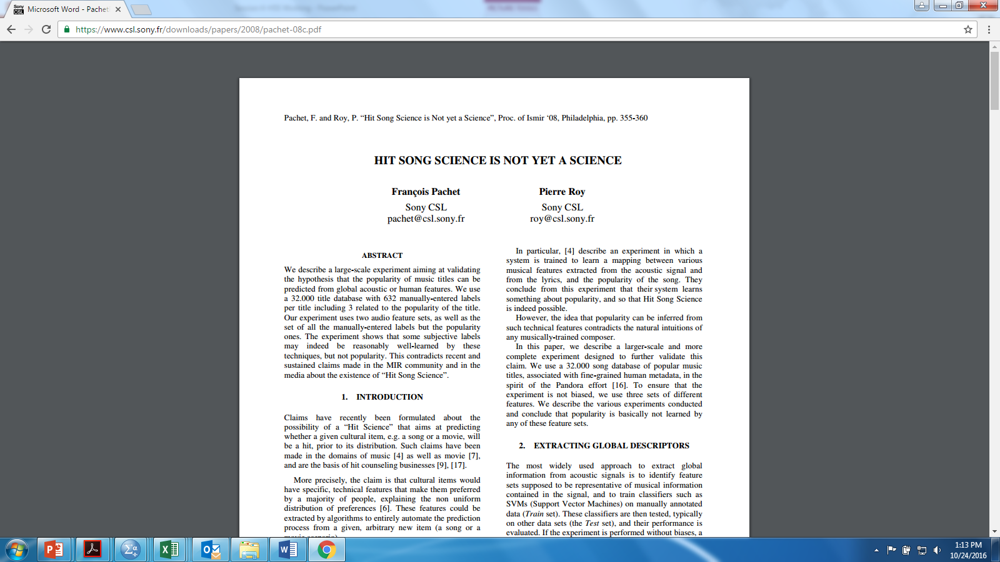 Sony
CSL
Microsoft Word - Pachet
https://www.csl.sony.fr/downloads/papers/2008/pachet-08c.pdf
Pachet, F. and Roy, P. “Hit Song Science is Not yet a Science”, Proc. of Ismir ‘08, Philadelphia, pp. 355-360
HIT SONG SCIENCE IS NOT YET A SCIENCE
François Pachet
Sony CSL
pachet@csl.sony.fr
Pierre Roy
Sony CSL
roy@csl.sony.fr
ABSTRACT
We describe a large-scale experiment aiming at validating
the hypothesis that the popularity of music titles can be
predicted from global acoustic or human features. We use
a 32.000 title database with 632 manually-entered labels
per title including 3 related to the popularity of the title.
Our experiment uses two audio feature sets, as well as the
set of all the manually-entered labels but the popularity
ones. The experiment shows that some subjective labels
may indeed be reasonably well-learned by these
techniques, but not popularity. This contradicts recent and
sustained claims made in the MIR community and in the
media about the existence of “Hit Song Science”.
1. INTRODUCTION
Claims have recently been formulated about the
possibility of a “Hit Science” that aims at predicting
whether a given cultural item, e.g. a song or a movie, will
be a hit, prior to its distribution. Such claims have been
made in the domains of music [4] as well as movie [7],
and are the basis of hit counseling businesses [9], [17].
More precisely, the claim is that cultural items would
have specific, technical features that make them preferred
by a majority of people, explaining the non uniform
distribution of preferences [6]. These features could be
extracted by algorithms to entirely automate the prediction
process from a given, arbitrary new item (a song or a
In particular, [4] describe an experiment in which a
system is trained to learn a mapping between various
musical features extracted from the acoustic signal and
from the lyrics, and the popularity of the song. They
conclude from this experiment that their system learns
something about popularity, and so that Hit Song Science
is indeed possible.
However, the idea that popularity can be inferred from
such technical features contradicts the natural intuitions of
any musically-trained composer.
In this paper, we describe a larger-scale and more
complete experiment designed to further validate this
claim. We use a 32.000 song database of popular music
titles, associated with fine-grained human metadata, in the
spirit of the Pandora effort [16]. To ensure that the
experiment is not biased, we use three sets of different
features. We describe the various experiments conducted
and conclude that popularity is basically not learned by
any of these feature sets.
2. EXTRACTING GLOBAL DESCRIPTORS
The most widely used approach to extract global
information from acoustic signals is to identify feature
sets supposed to be representative of musical information
contained in the signal, and to train classifiers such as
SVMs (Support Vector Machines) on manually annotated
data (Train set). These classifiers are then tested, typically
on other data sets (the Test set), and their performance is
evaluated. If the experiment is performed without biases, a
1:13 PM
10/24/2016